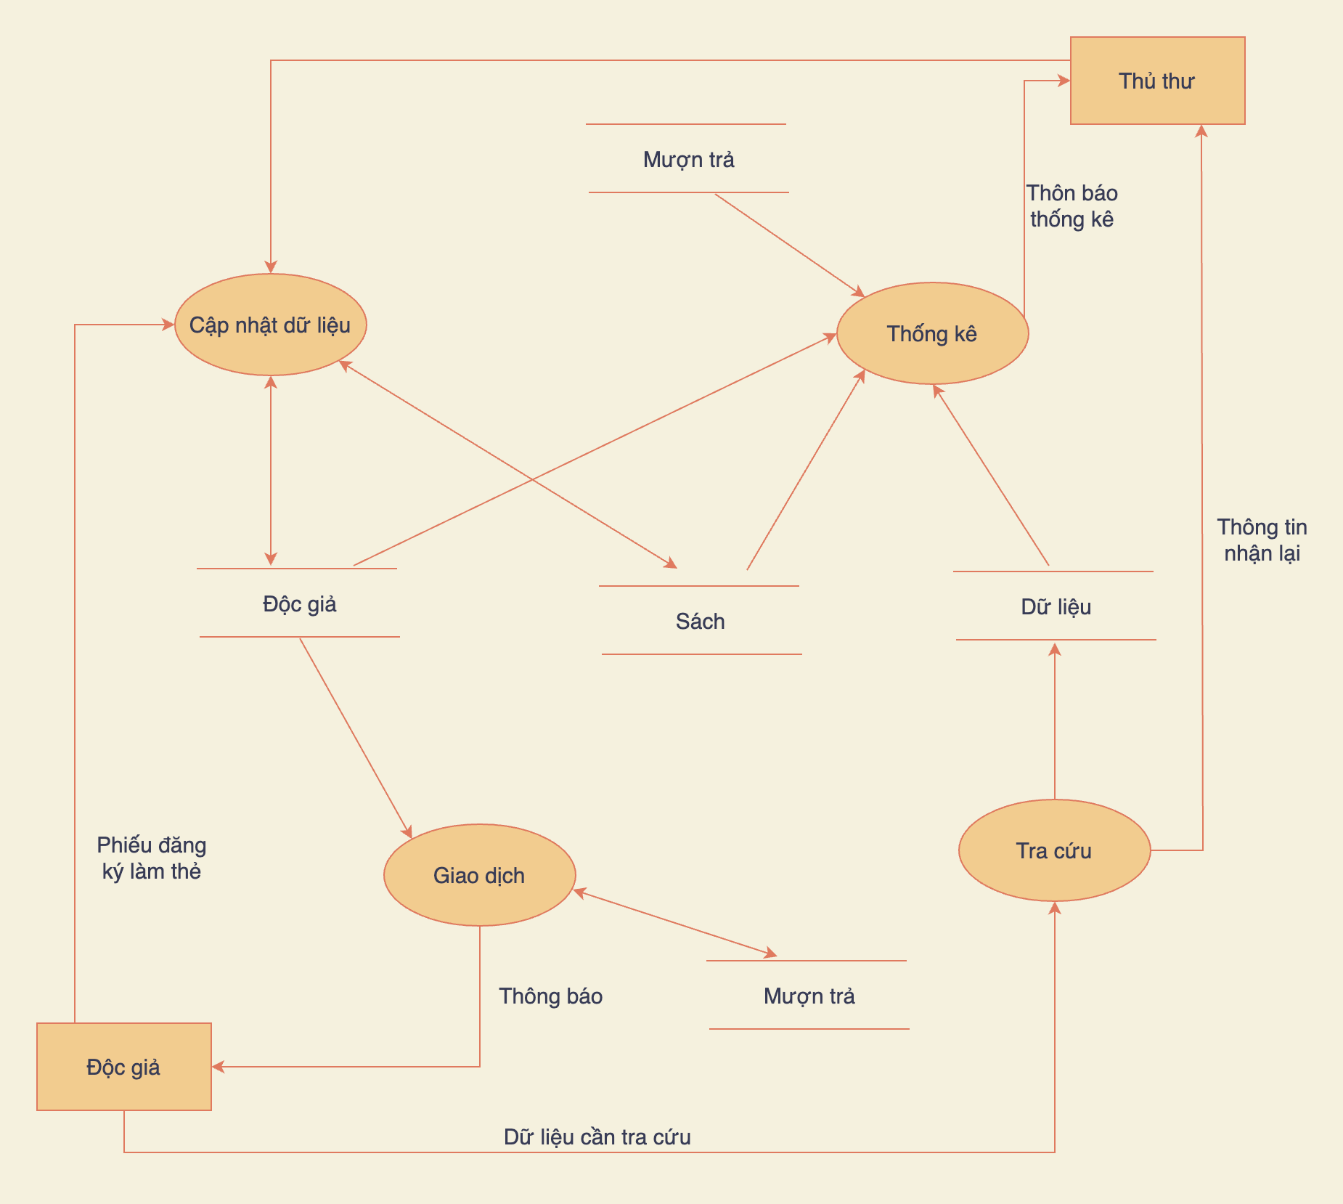 Thủ thư
Mượn trả
Thôn báo
thống kê
Cập nhật dữ liệu
Thống kê
Thông tin
nhận lại
Độc giả
Sách
Dữ liệu
Phiếu đăng
ký làm thẻ
Giao dịch
Tra cứu
Thông báo
Mượn trả
Độc giả
Dữ liệu cần tra cứu